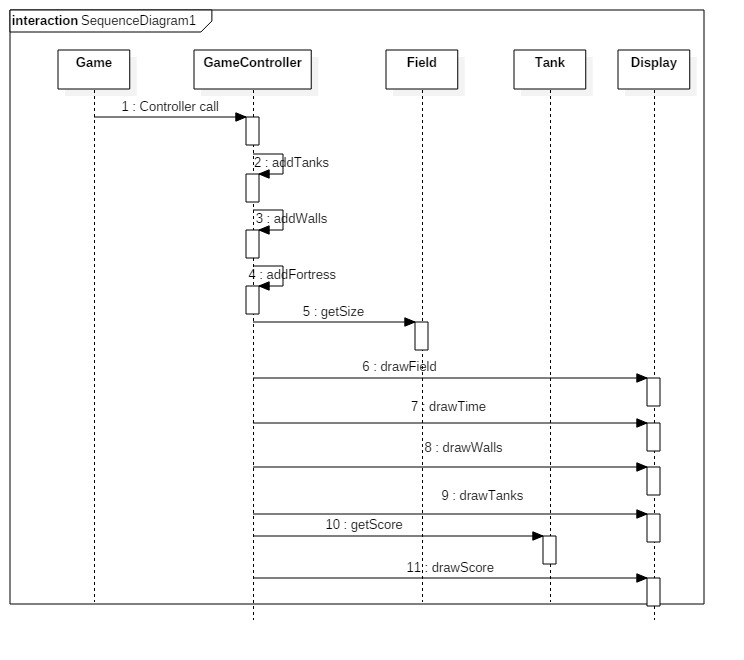 interaction SequenceDiagram1
Game GameController Field Tank Display
1 : Controller call
2 : addTanks
3 : addWalls
4 : addFortress
5 : getSize
6 : drawField
7 : drawTime
8 : drawWalls
9 : drawTanks
10 : getScore
11 : drawScore